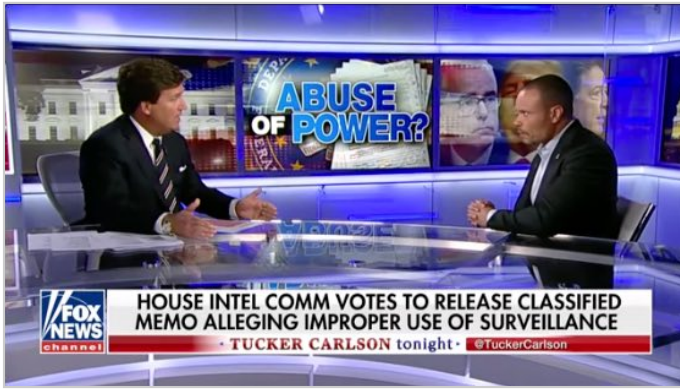 ABUSE
OF POWER?
HOUSE INTEL COMM VOTES TO RELEASE CLASSIFIED
MEMO ALLEGING IMPROPER USE OF SURVEILLANCE
FOX
NEWS
channel
· TUCKER CARLSON tonight · @TuckerCarlson